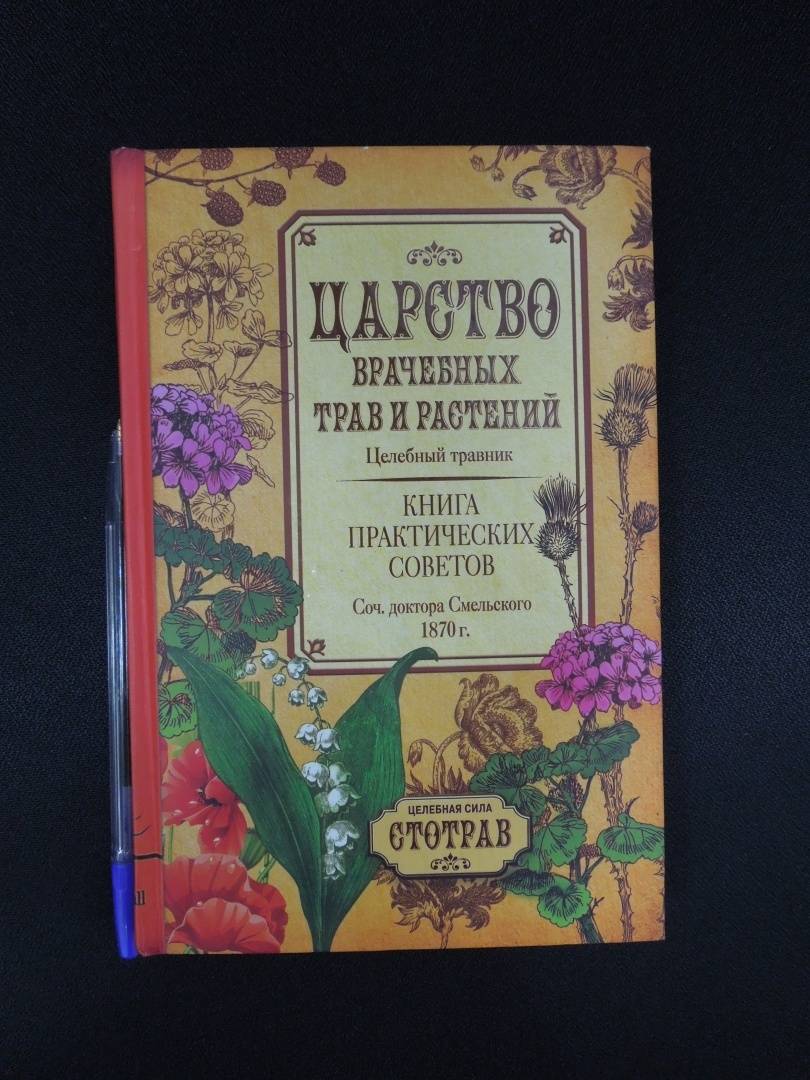 ЦАРСТВО
ВРАЧЕБНЫХ
ТРАВ И РАСТЕНИЙ
Целебный травник
КНИГА
ПРАКТИЧЕСКИХ
СОВЕТОВ
Соч. доктора Смельского
1870 г.
ЦЕЛЕБНАЯ СИЛА
СТОТРАВ